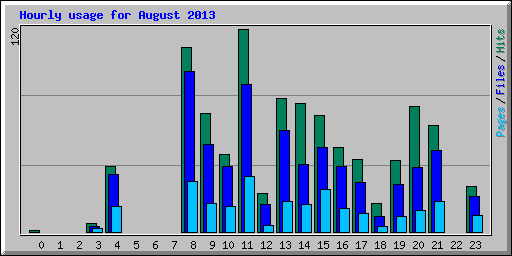 Hourly usage for August 2013
120
Pages/Files/Hits
0 1 2 3 4 5 6 7 8 9 10 11 12 13 14 15 16 17 18 19 20 21 22 23